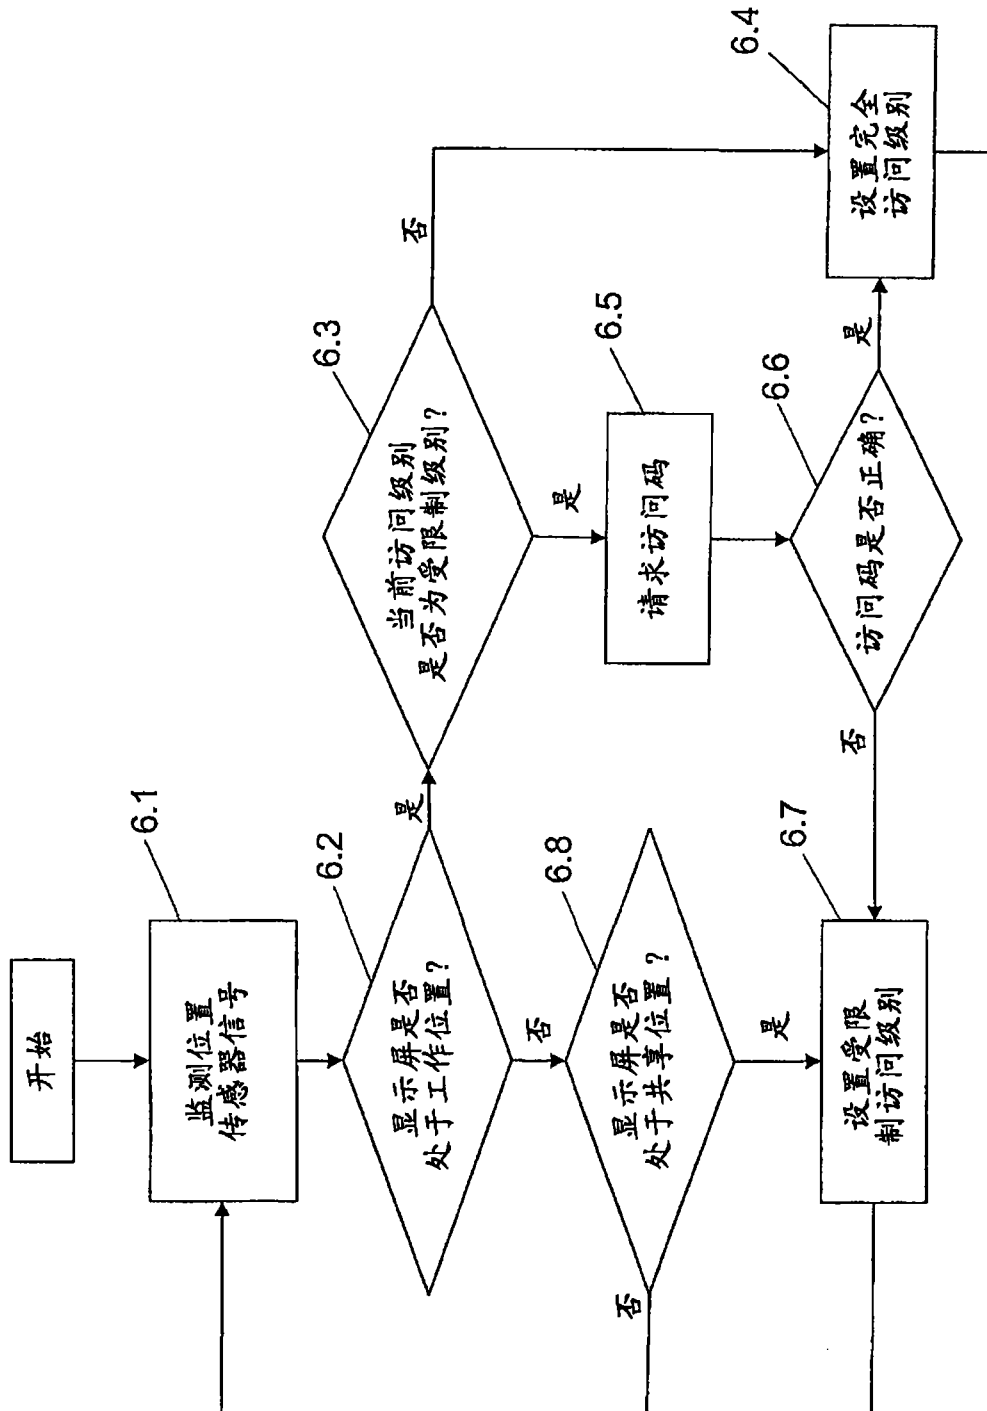 开始
监测位置
传感器信号
6.1
显示屏是否
处于工作位置?
6.2
是
否
当前访问级别
是否为受限制级别?
6.3
否
是
请求访问码
6.5
访问码是否正确?
6.6
是
否
设置完全
访问级别
6.4
显示屏是否
处于共享位置?
6.8
是
否
设置受限
制访问级别
6.7